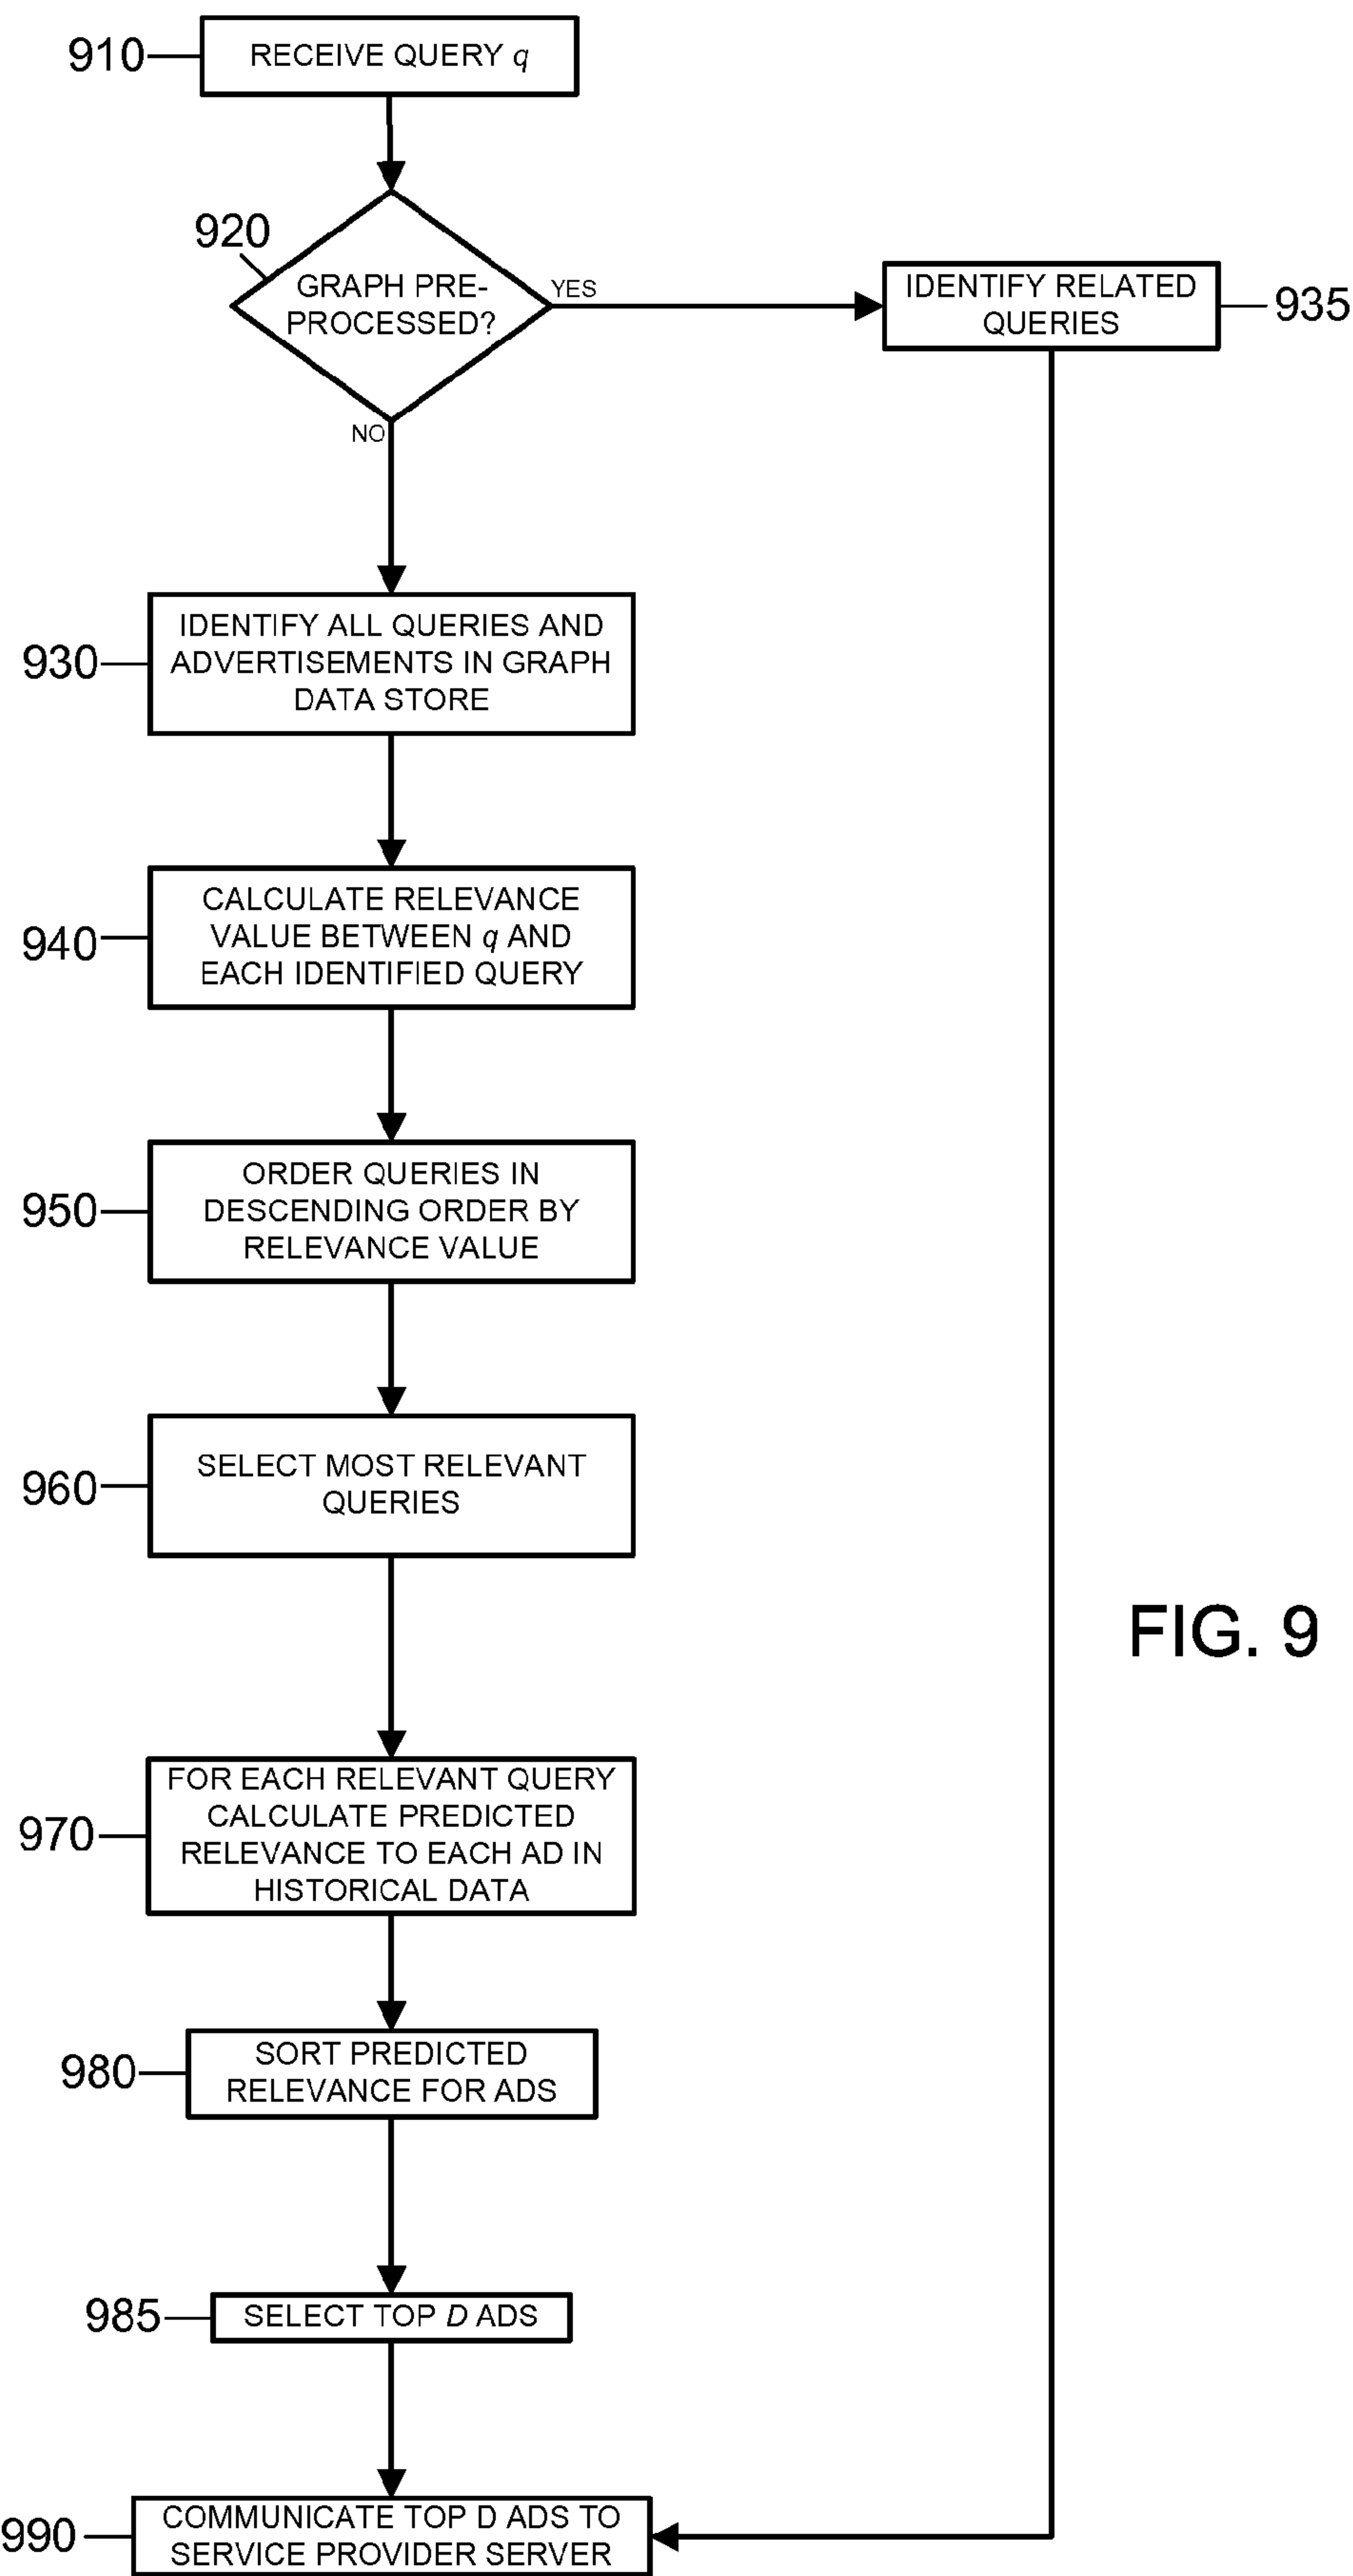 910
RECEIVE QUERY q
920
GRAPH PRE-
PROCESSED?
YES
NO
IDENTIFY RELATED
QUERIES
935
930
IDENTIFY ALL QUERIES AND
ADVERTISEMENTS IN GRAPH
DATA STORE
940
CALCULATE RELEVANCE
VALUE BETWEEN q AND
EACH IDENTIFIED QUERY
950
ORDER QUERIES IN
DESCENDING ORDER BY
RELEVANCE VALUE
960
SELECT MOST RELEVANT
QUERIES
FIG. 9
970
FOR EACH RELEVANT QUERY
CALCULATE PREDICTED
RELEVANCE TO EACH AD IN
HISTORICAL DATA
980
SORT PREDICTED
RELEVANCE FOR ADS
985
SELECT TOP D ADS
990
COMMUNICATE TOP D ADS TO
SERVICE PROVIDER SERVER